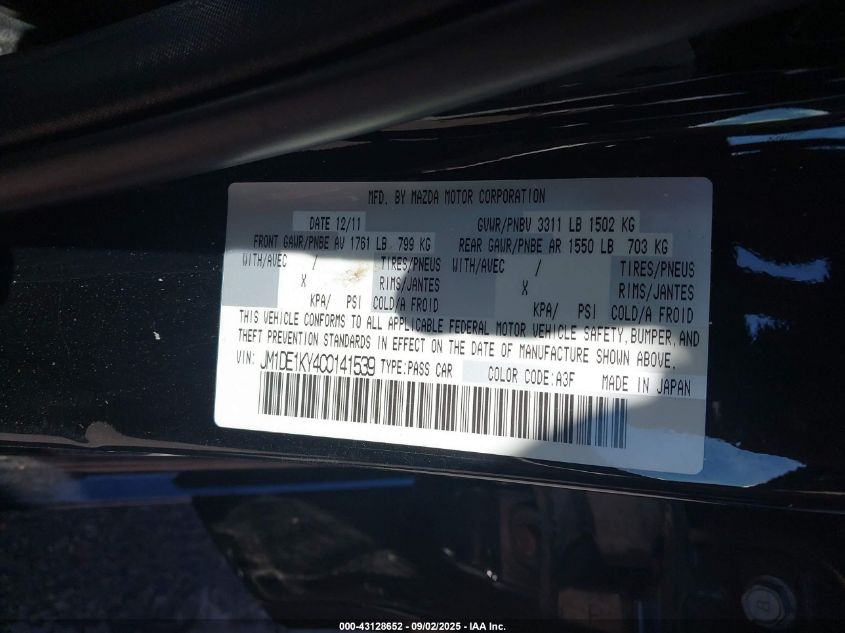 MFD. BY MAZDA MOTOR CORPORATION
DATE 12/11 GVWR/PNBV 3311 LB 1502 KG
FRONT GAWR/PNBE AV 1761 LB 799 KG REAR GAWR/PNBE AR 1550 LB 703 KG
WITH/AVEC / TIRES/PNEUS WITH/AVEC / TIRES/PNEUS
X RIMS/JANTES X RIMS/JANTES
KPA/ PSI COLD/A FROID KPA/ PSI COLD/A FROID
THIS VEHICLE CONFORMS TO ALL APPLICABLE FEDERAL MOTOR VEHICLE SAFETY, BUMPER, AND
THEFT PREVENTION STANDARDS IN EFFECT ON THE DATE OF MANUFACTURE SHOWN ABOVE.
VIN: JM1DE1KY4C0141539 TYPE:PASS CAR COLOR CODE:A3F MADE IN JAPAN
000-43128652 - 09/02/2025 - IAA Inc.